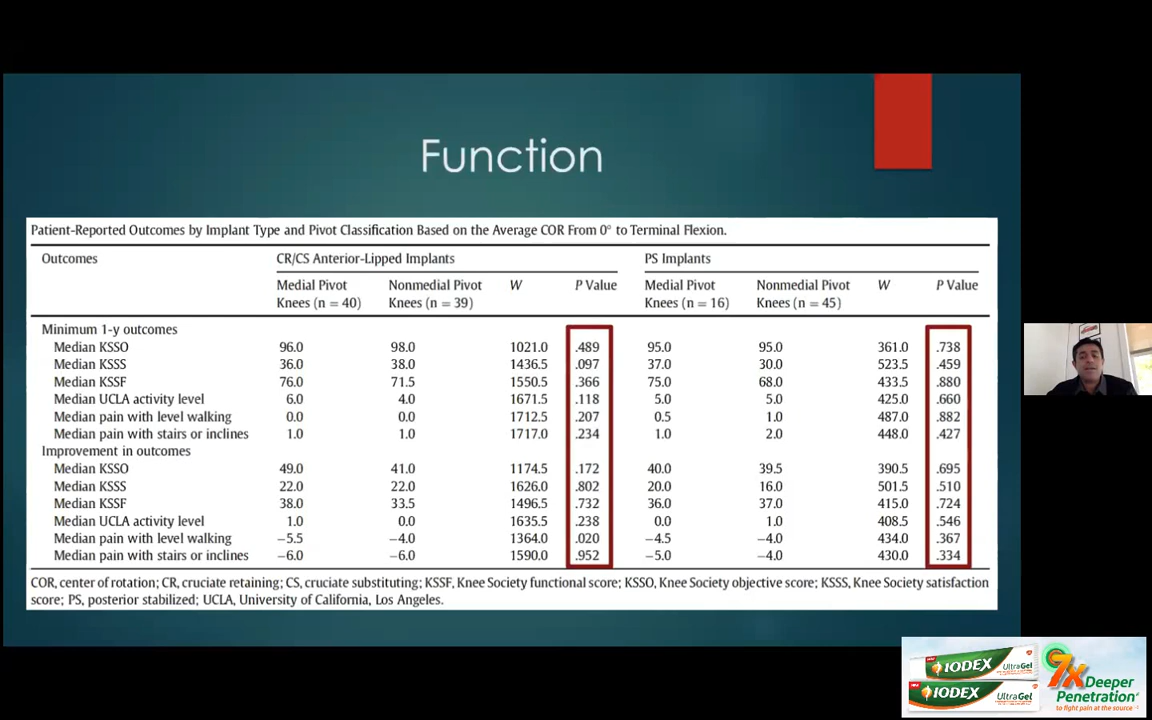 Function
Patient-Reported Outcomes by Implant Type and Pivot Classification Based on the Average COR From 0° to Terminal Flexion.
Outcomes CR/CS Anterior-Lipped Implants PS Implants
Medial Pivot Nonmedial Pivot W P Value Medial Pivot Nonmedial Pivot W P Value
Knees (n = 40) Knees (n = 39) Knees (n = 16) Knees (n = 45)
Minimum 1-y outcomes
Median KSSO 96.0 98.0 1021.0 .489 95.0 95.0 361.0 .738
Median KSSS 36.0 38.0 1436.5 .097 37.0 30.0 523.5 .459
Median KSSF 76.0 71.5 1550.5 .366 75.0 68.0 433.5 .880
Median UCLA activity level 6.0 4.0 1671.5 .118 5.0 5.0 425.0 .660
Median pain with level walking 0.0 0.0 1712.5 .207 0.5 1.0 487.0 .882
Median pain with stairs or inclines 1.0 1.0 1717.0 .234 1.0 2.0 448.0 .427
Improvement in outcomes
Median KSSO 49.0 41.0 1174.5 .172 40.0 39.5 390.5 .695
Median KSSS 22.0 22.0 1626.0 .802 20.0 16.0 501.5 .510
Median KSSF 38.0 33.5 1496.5 .732 36.0 37.0 415.0 .724
Median UCLA activity level 1.0 0.0 1635.5 .238 0.0 1.0 408.5 .546
Median pain with level walking −5.5 −4.0 1364.0 .020 −4.5 −4.0 434.0 .367
Median pain with stairs or inclines −6.0 −6.0 1590.0 .952 −5.0 −4.0 430.0 .334
COR, center of rotation; CR, cruciate retaining; CS, cruciate substituting; KSSF, Knee Society functional score; KSSO, Knee Society objective score; KSSS, Knee Society satisfaction
score; PS, posterior stabilized; UCLA, University of California, Los Angeles.
IODEX UltraGel
IODEX UltraGel
7x Deeper
Penetration
to fight pain at the source